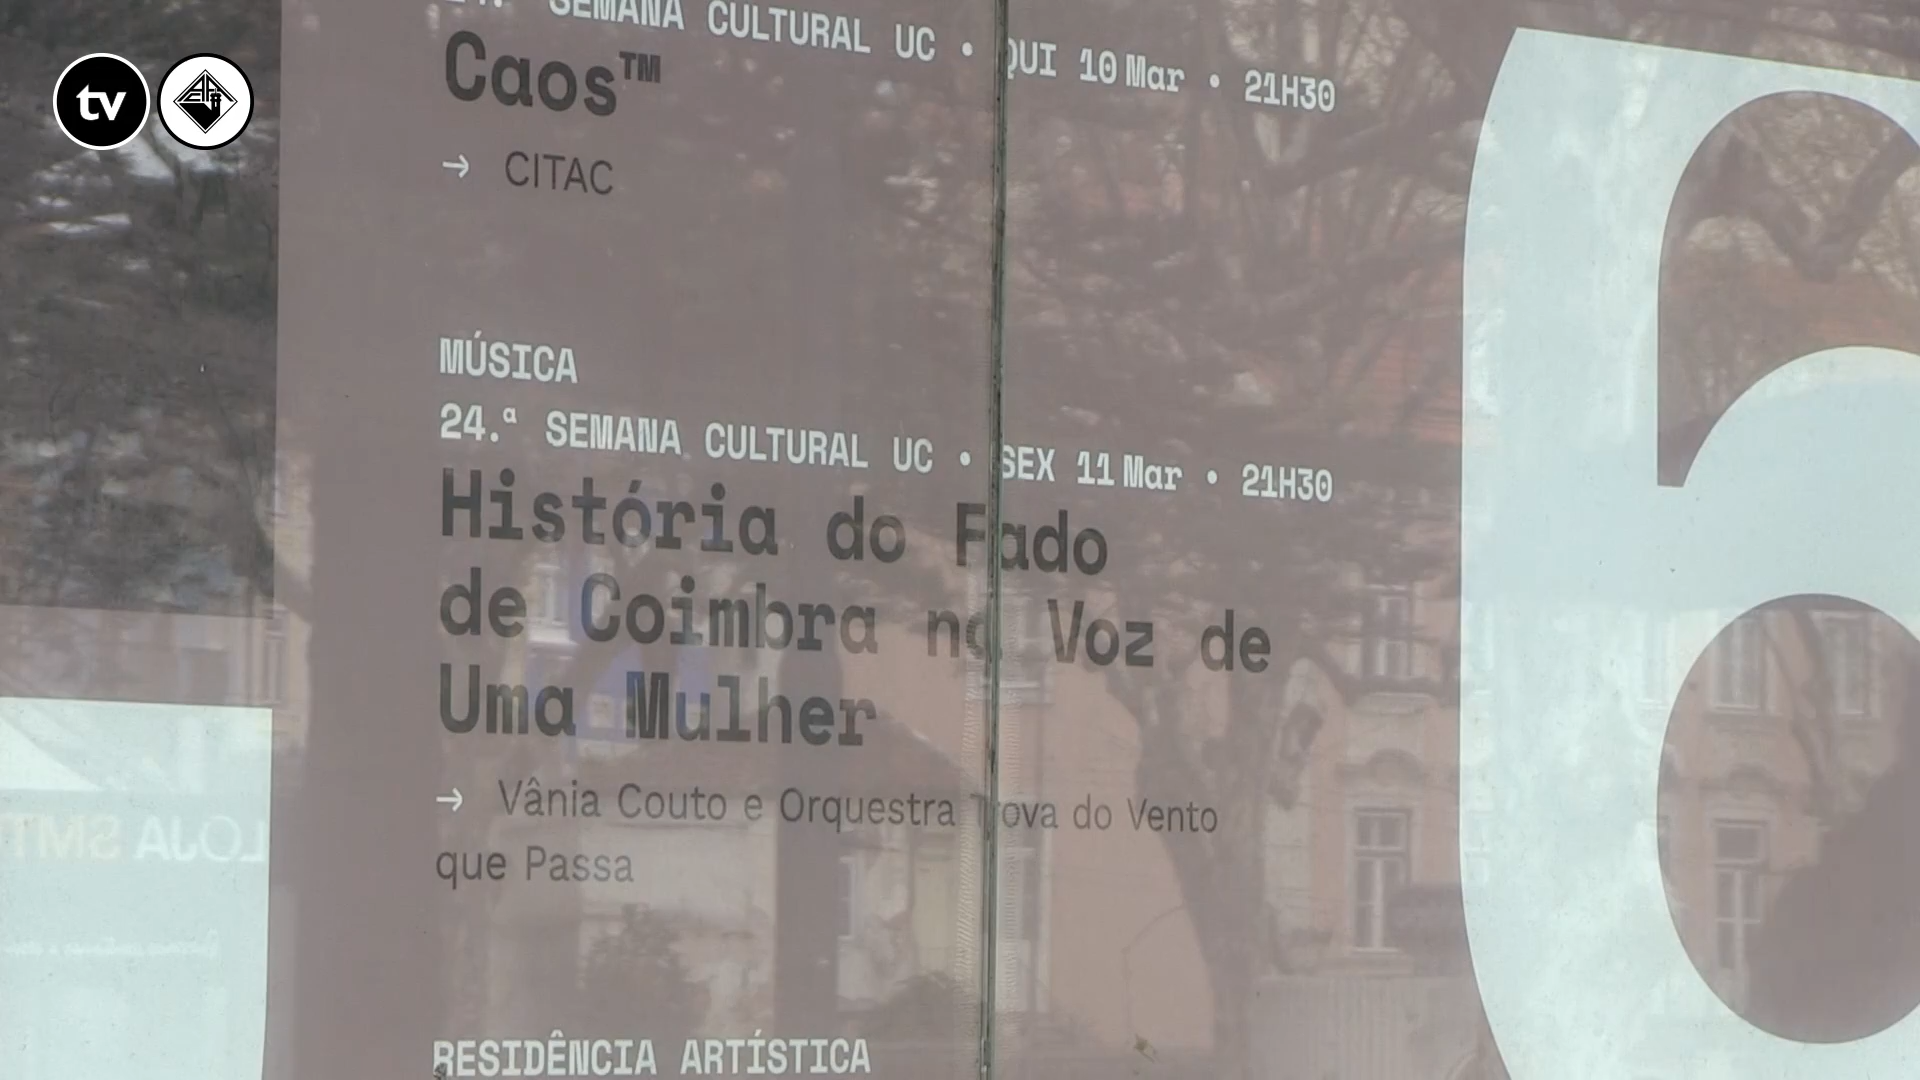 tv
SEMANA CULTURAL UC • QUI 10 Mar • 21H30
Caos™
→ CITAC
MÚSICA
24.ª SEMANA CULTURAL UC • SEX 11 Mar • 21H30
História do Fado
de Coimbra na Voz de
Uma Mulher
→ Vânia Couto e Orquestra Trova do Vento
que Passa
RESIDÊNCIA ARTÍSTICA
6
LOJA